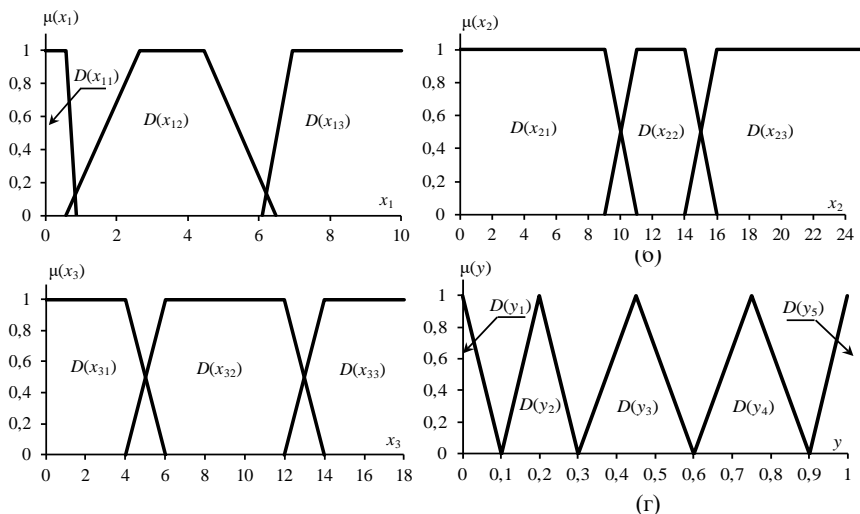 μ(x₁)
1
0,8
0,6
0,4
0,2
0
D(x₁₁)
D(x₁₂)
D(x₁₃)
x₁
0 2 4 6 8 10
μ(x₂)
1
0,8
0,6
0,4
0,2
0
D(x₂₁)
D(x₂₂)
D(x₂₃)
x₂
0 2 4 6 8 10 12 14 16 18 20 22 24
(б)
μ(x₃)
1
0,8
0,6
0,4
0,2
0
D(x₃₁)
D(x₃₂)
D(x₃₃)
x₃
0 2 4 6 8 10 12 14 16 18
μ(y)
1
0,8
0,6
0,4
0,2
0
D(y₁)
D(y₂)
D(y₃)
D(y₄)
D(y₅)
y
0 0,1 0,2 0,3 0,4 0,5 0,6 0,7 0,8 0,9 1
(г)